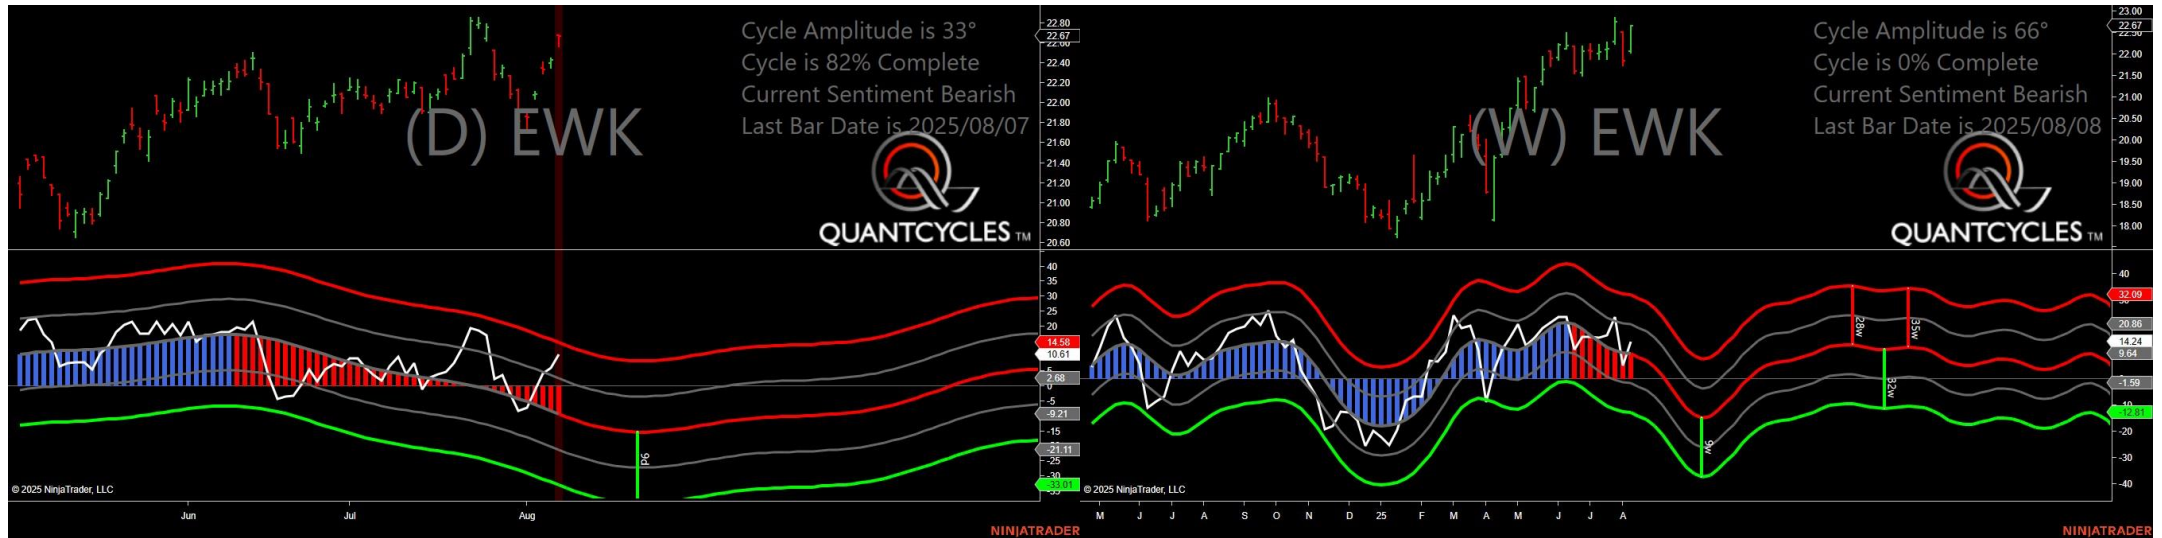 Cycle Amplitude is 33°
Cycle is 82% Complete
Current Sentiment Bearish
Last Bar Date is 2025/08/07
(D) EWK
QUANTCYCLES TM
22.80
22.67
22.60
22.40
22.20
22.00
21.80
21.60
21.40
21.20
21.00
20.80
20.60
40
35
30
25
20
14.58
10.61
5
2.68
-5
-9.21
-15
-21.11
-25
-33.01
9d
© 2025 NinjaTrader, LLC
Jun
Jul
Aug
NINJATRADER
Cycle Amplitude is 66°
Cycle is 0% Complete
Current Sentiment Bearish
Last Bar Date is 2025/08/08
(W) EWK
QUANTCYCLES TM
23.00
22.67
22.50
22.00
21.50
21.00
20.50
20.00
19.50
19.00
18.50
18.00
40
32.09
20.86
14.24
9.64
-1.59
-10
-12.81
-20
-30
-40
9w
28w
32w
35w
© 2025 NinjaTrader, LLC
M J J A S O N D 25 F M A M J J A
NINJATRADER